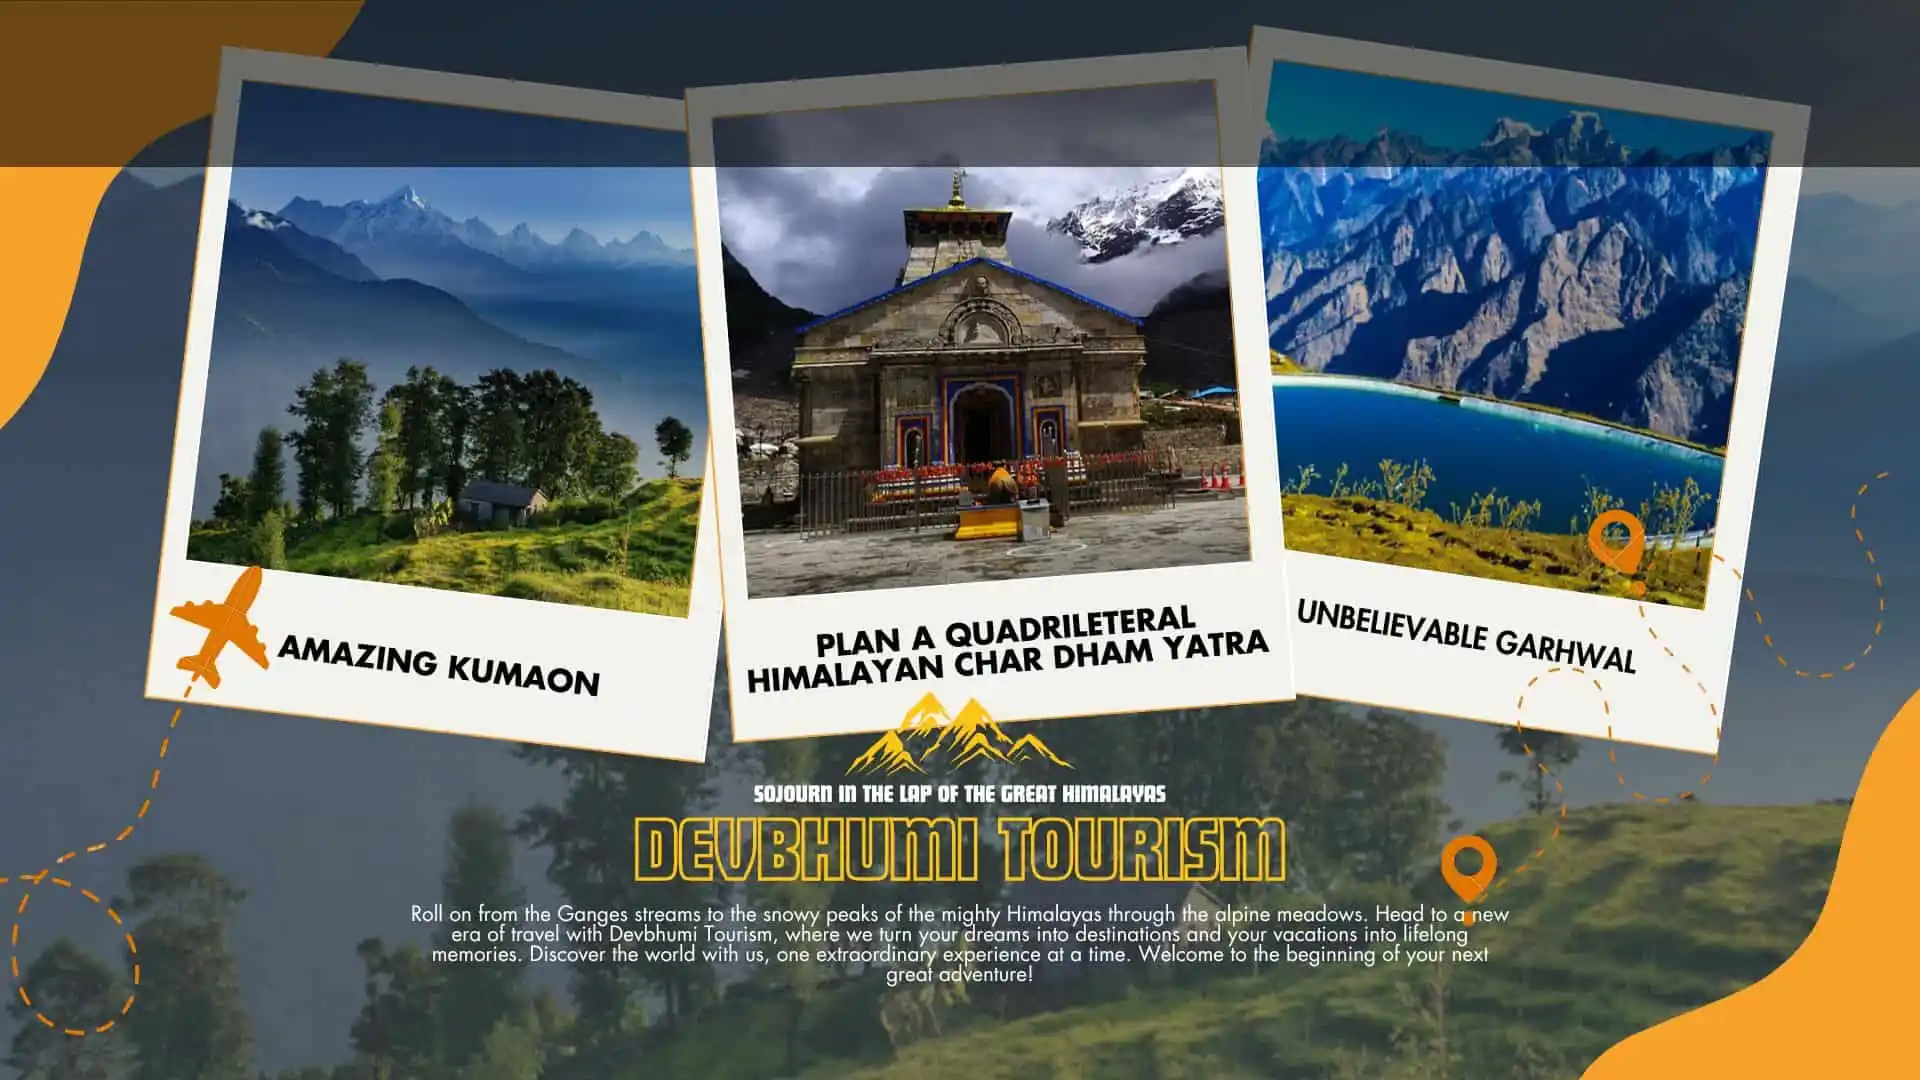 AMAZING KUMAON
PLAN A QUADRILETERAL
HIMALAYAN CHAR DHAM YATRA
UNBELIEVABLE GARHWAL
SOJOURN IN THE LAP OF THE GREAT HIMALAYAS
DEVBHUMI TOURISM
Roll on from the Ganges streams to the snowy peaks of the mighty Himalayas through the alpine meadows. Head to a new
era of travel with Devbhumi Tourism, where we turn your dreams into destinations and your vacations into lifelong
memories. Discover the world with us, one extraordinary experience at a time. Welcome to the beginning of your next
great adventure!